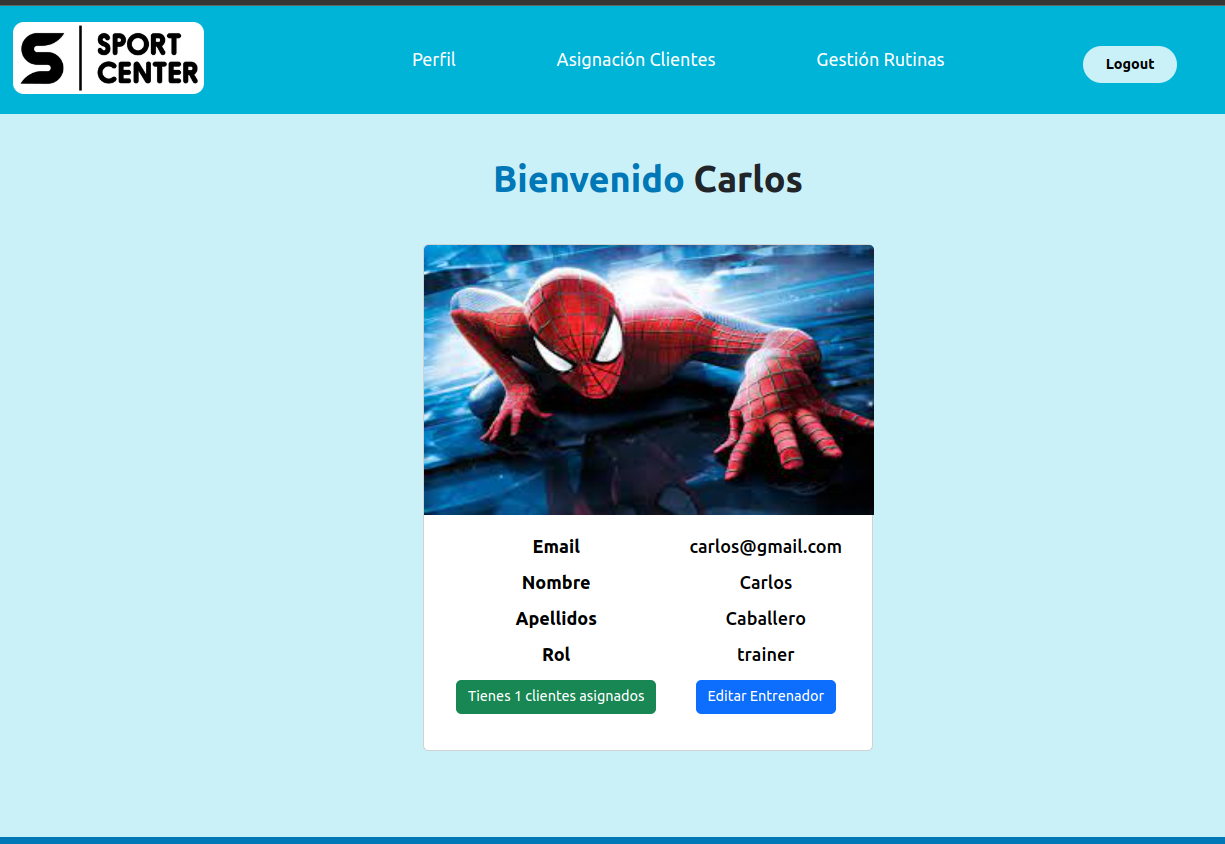 SPORT
CENTER
Perfil
Asignación Clientes
Gestión Rutinas
Logout
Bienvenido Carlos
Email carlos@gmail.com
Nombre Carlos
Apellidos Caballero
Rol trainer
Tienes 1 clientes asignados
Editar Entrenador